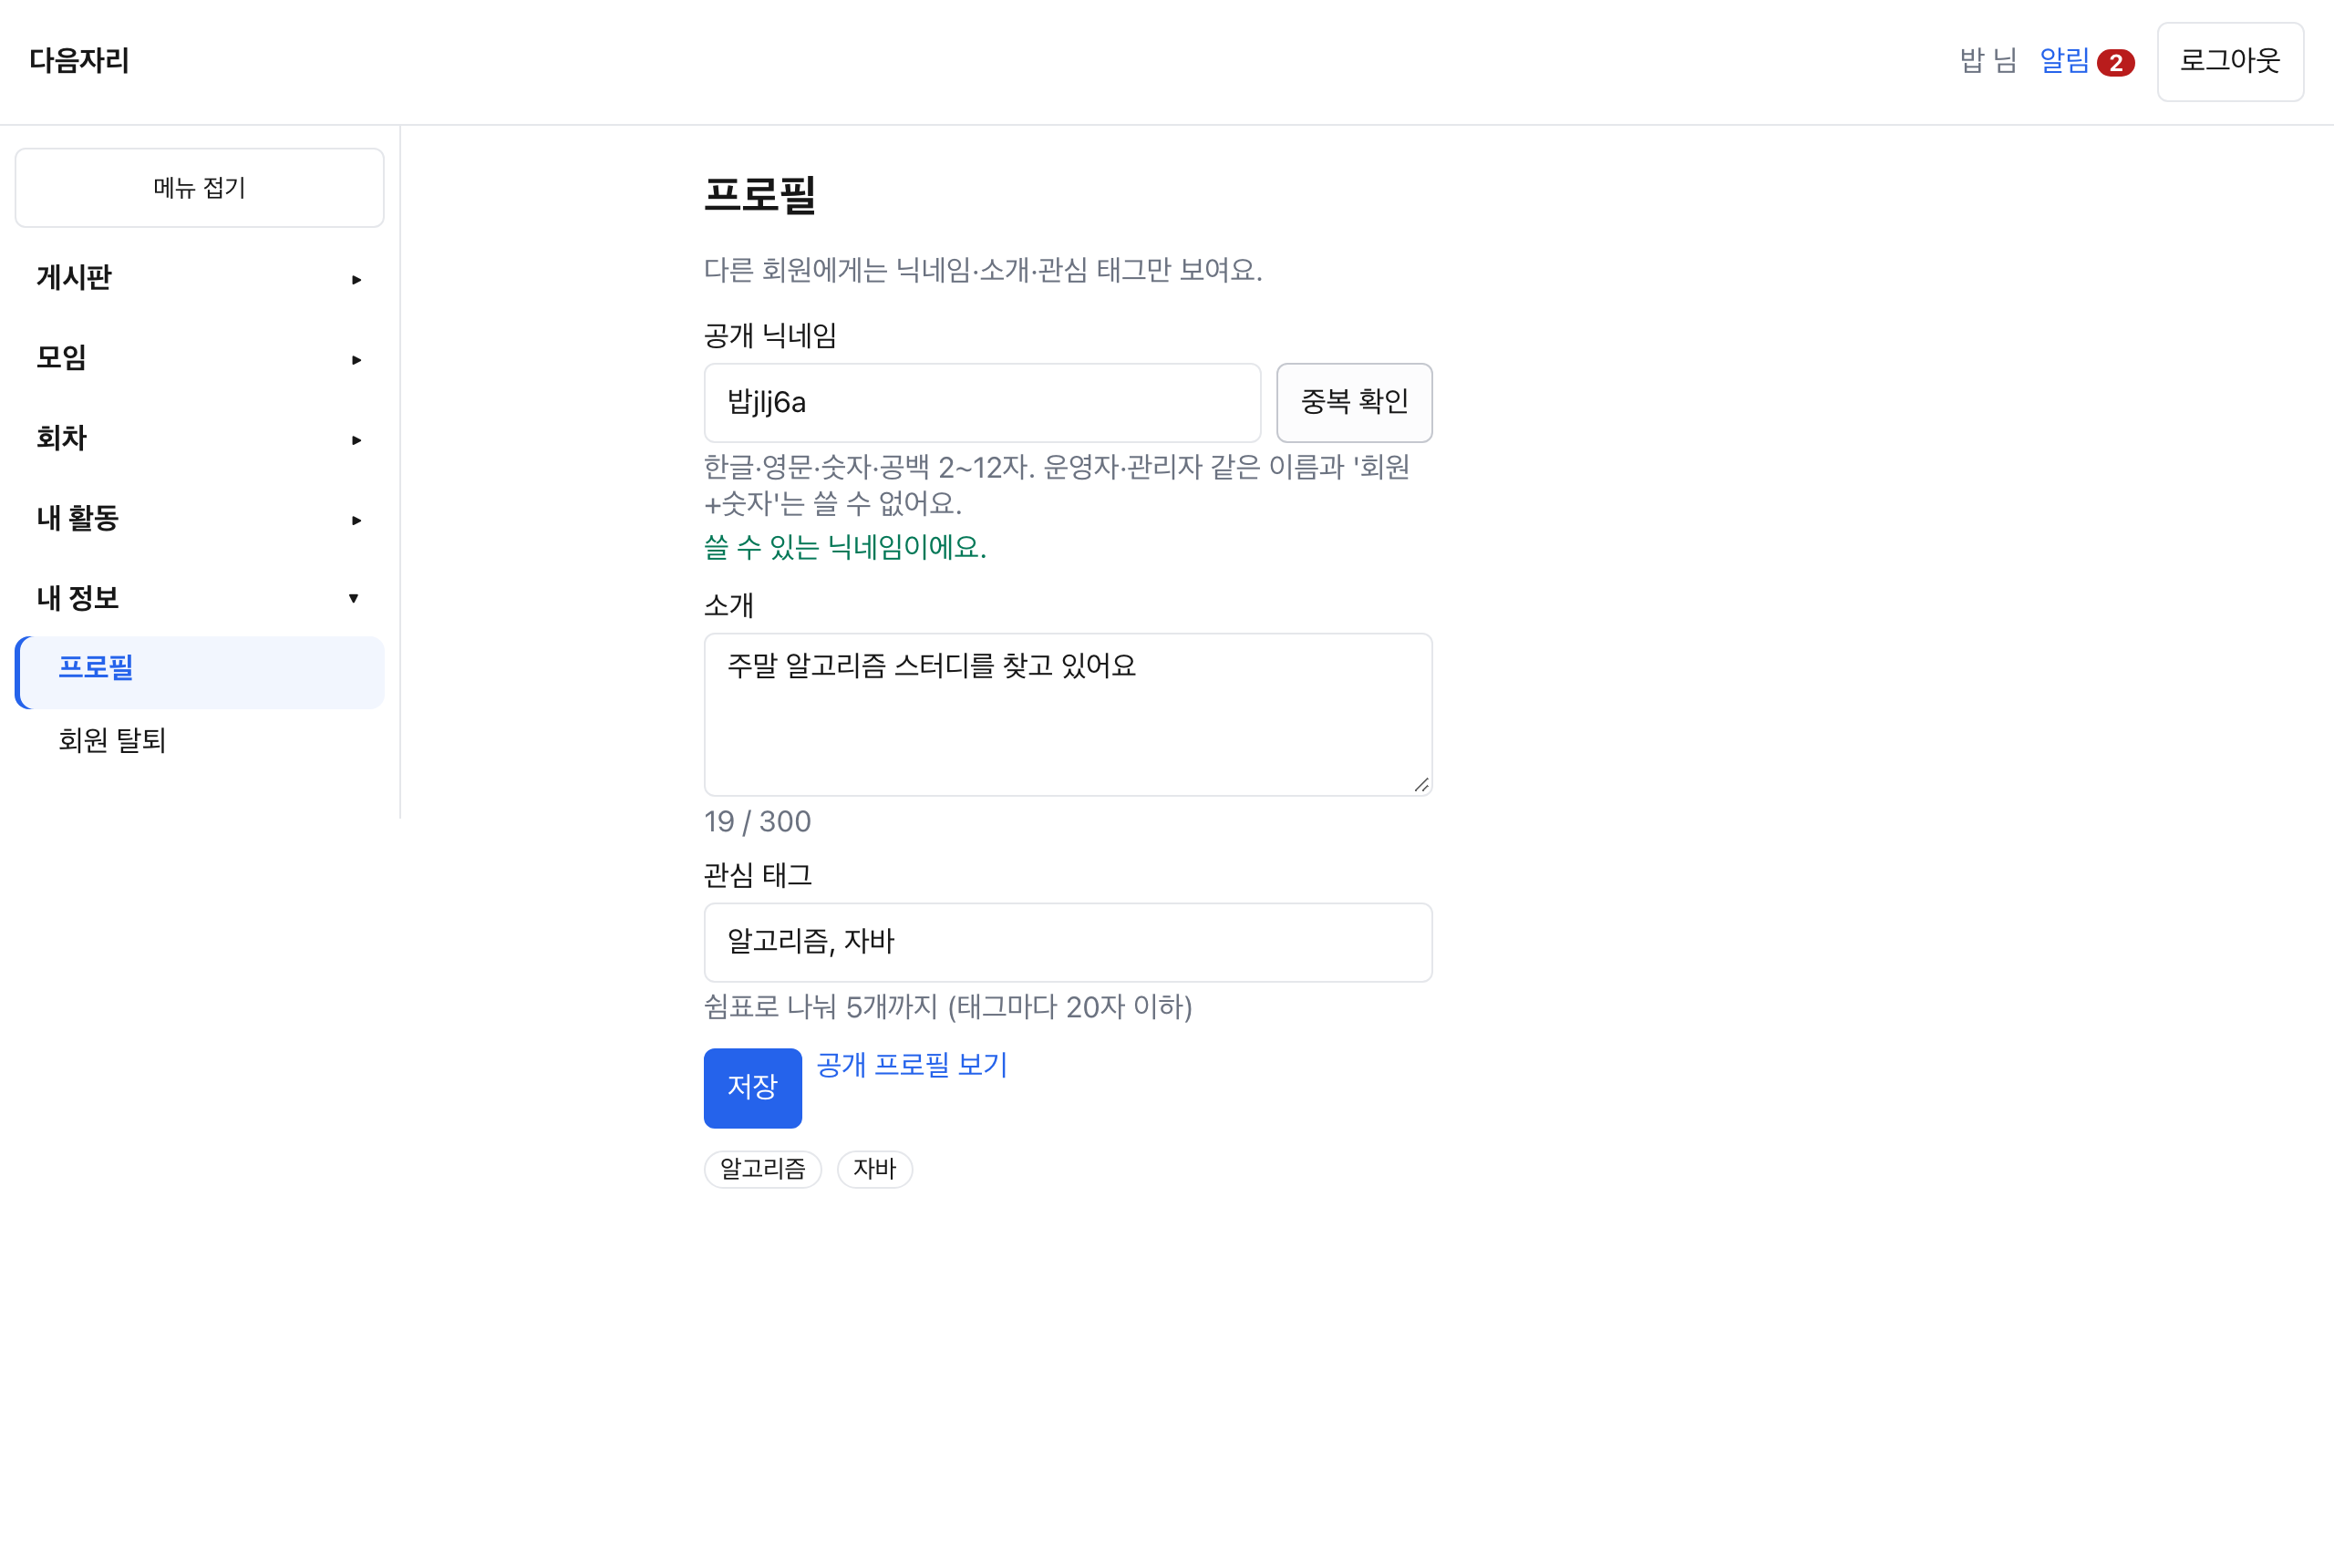 다음자리
밥 님 알림 2 로그아웃
메뉴 접기
게시판
모임
회차
내 활동
내 정보
프로필
회원 탈퇴
프로필
다른 회원에게는 닉네임·소개·관심 태그만 보여요.
공개 닉네임
밥jlj6a 중복 확인
한글·영문·숫자·공백 2~12자. 운영자·관리자 같은 이름과 '회원
+숫자'는 쓸 수 없어요.
쓸 수 있는 닉네임이에요.
소개
주말 알고리즘 스터디를 찾고 있어요
19 / 300
관심 태그
알고리즘, 자바
쉼표로 나눠 5개까지 (태그마다 20자 이하)
저장 공개 프로필 보기
알고리즘 자바